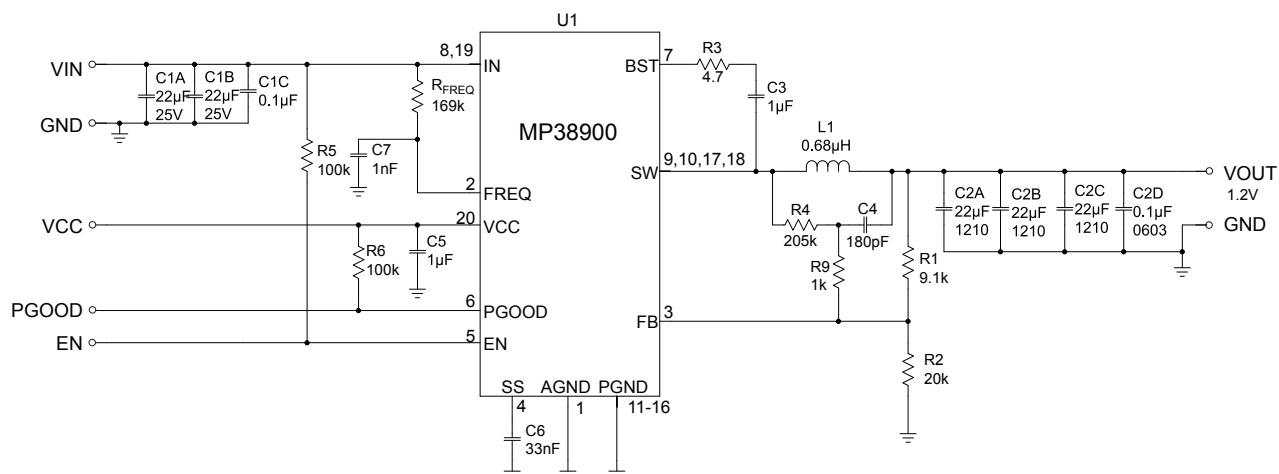 U1
MP38900
VIN
GND
C1A
22µF
25V
C1B
22µF
25V
C1C
0.1µF
R5
100k
RFREQ
169k
C7
1nF
8,19
IN
2
FREQ
VCC
20
VCC
R6
100k
C5
1µF
PGOOD
6
PGOOD
EN
5
EN
SS
4
AGND
1
PGND
11-16
C6
33nF
BST
7
R3
4.7
C3
1µF
9,10,17,18
SW
L1
0.68µH
R4
205k
C4
180pF
R9
1k
FB
3
R1
9.1k
R2
20k
C2A
22µF
1210
C2B
22µF
1210
C2C
22µF
1210
C2D
0.1µF
0603
VOUT
1.2V
GND